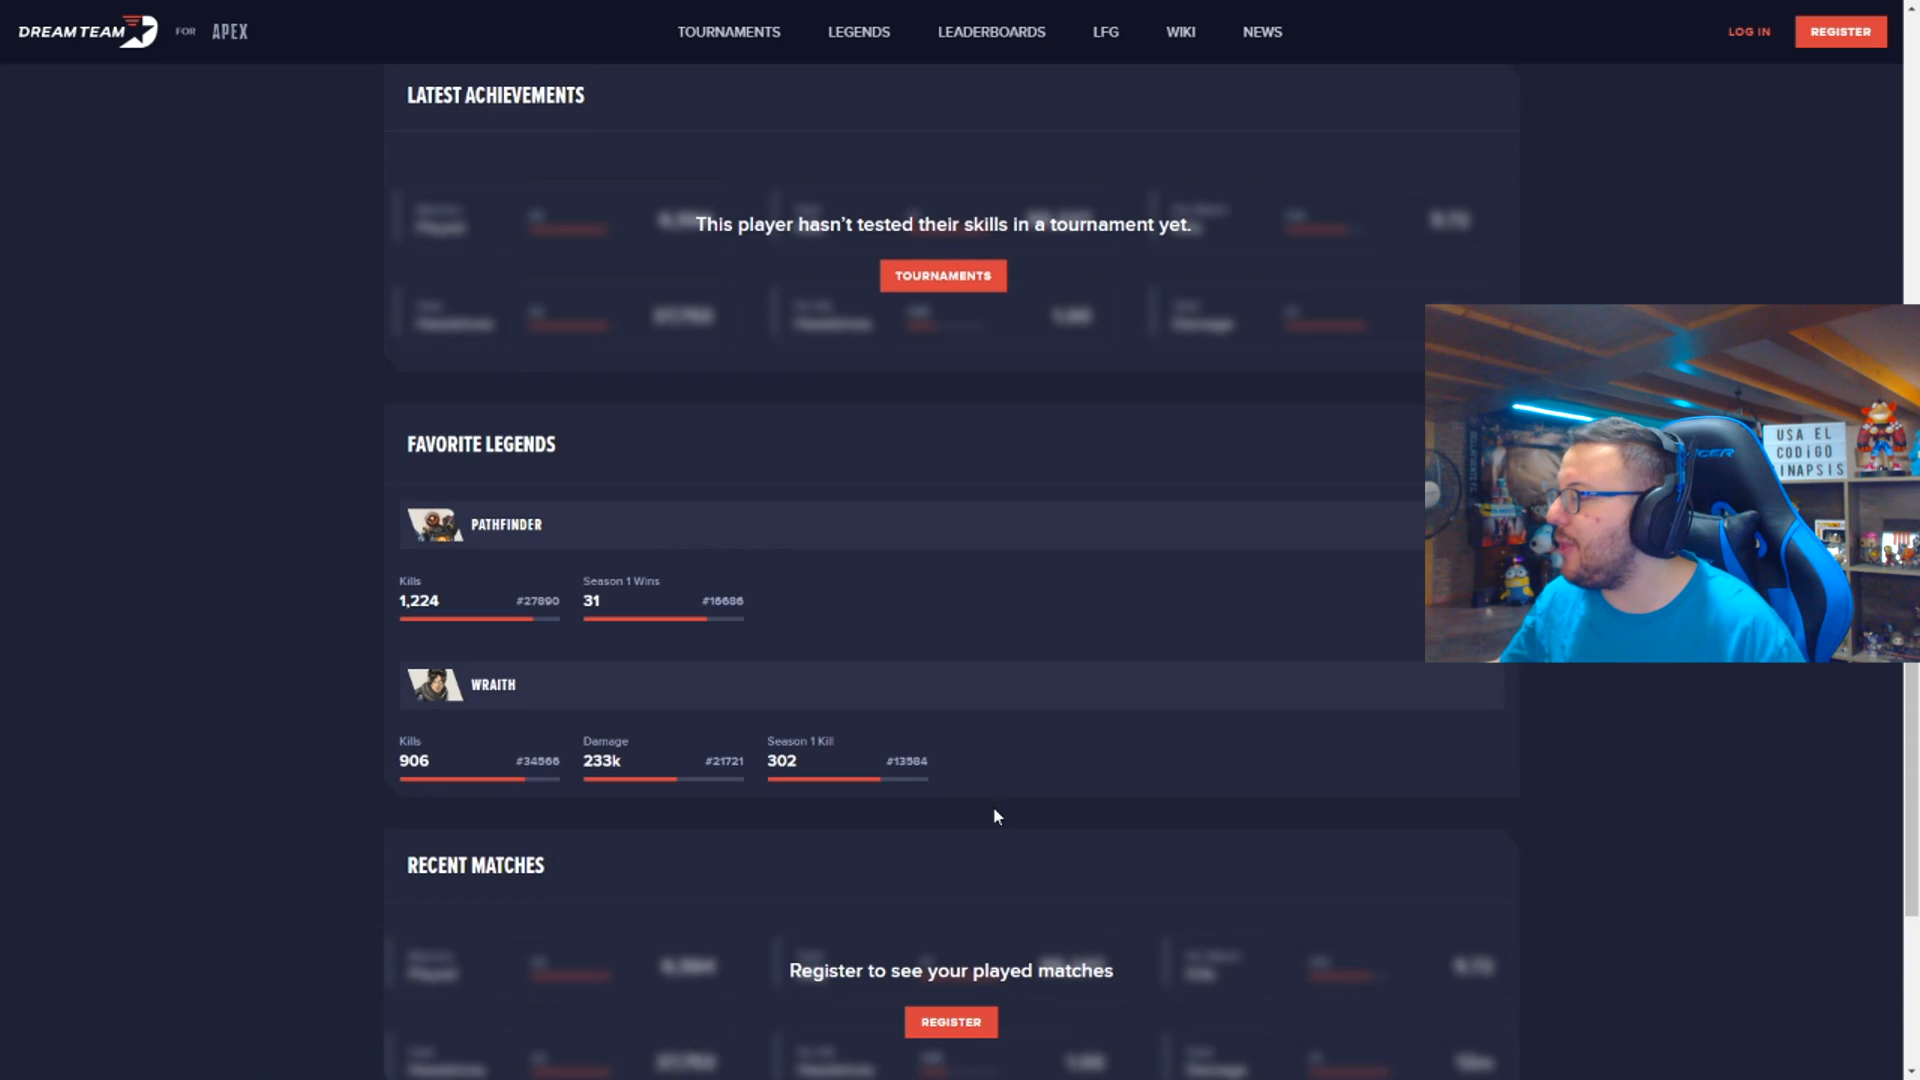 DREAMTEAM FOR APEX
TOURNAMENTS LEGENDS LEADERBOARDS LFG WIKI NEWS
LOG IN REGISTER
LATEST ACHIEVEMENTS
This player hasn't tested their skills in a tournament yet.
TOURNAMENTS
FAVORITE LEGENDS
PATHFINDER
Kills Season 1 Wins
1,224 #27890 31 #16686
WRAITH
Kills Damage Season 1 Kill
906 #34566 233k #21721 302 #13584
USA EL
CODIGO
INAPSIS
RECENT MATCHES
Register to see your played matches
REGISTER